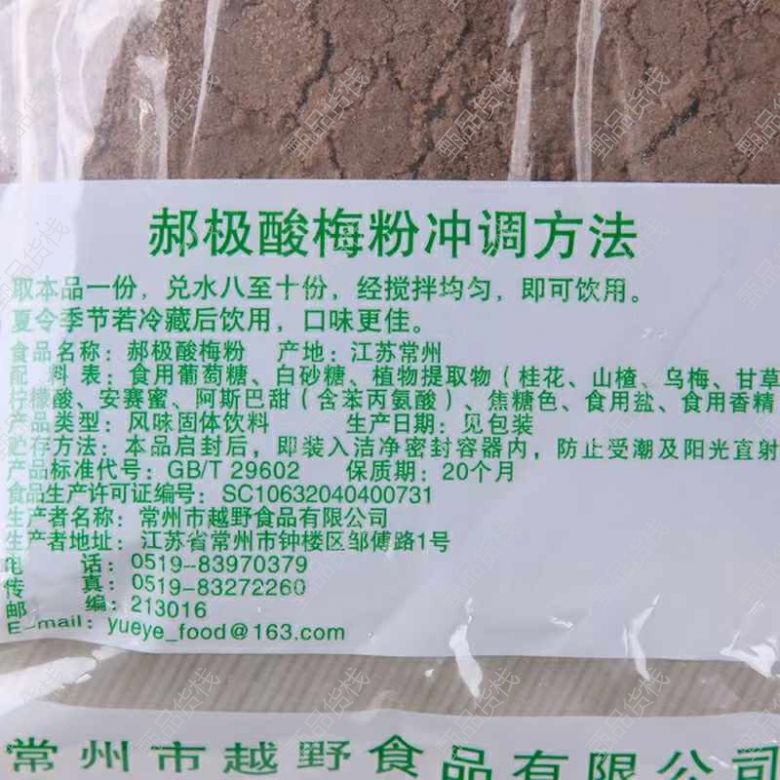 郝极酸梅粉冲调方法
取本品一份，兑水八至十份，经搅拌均匀，即可饮用。
夏令季节若冷藏后饮用，口味更佳。
食品名称：郝极酸梅粉 产地：江苏常州
配料表：食用葡萄糖、白砂糖、植物提取物（桂花、山楂、乌梅、甘草
柠檬酸、安赛蜜、阿斯巴甜（含苯丙氨酸）、焦糖色、食用盐、食用香精
产品类型：风味固体饮料 生产日期：见包装
贮存方法：本品启封后，即装入洁净密封容器内，防止受潮及阳光直射
产品标准代号：GB/T 29602 保质期：20个月
食品生产许可证编号：SC10632040400731
生产者名称：常州市越野食品有限公司
生产者地址：江苏省常州市钟楼区邹傅路1号
电话：0519-83970379
传真：0519-83272260
邮编：213016
E-mail：yueye_food@163.com
常州市越野食品有限公司
甄品货栈